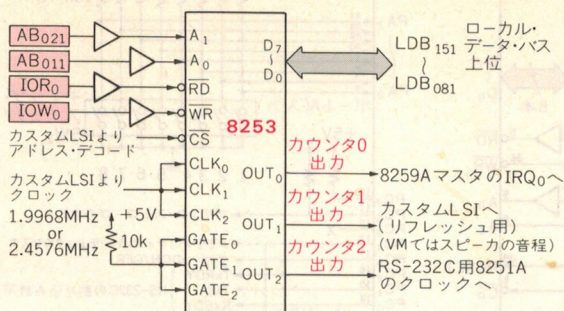 AB021
AB011
IOR0
IOW0
カスタムLSIより
アドレス・デコード
カスタムLSIより
クロック
1.9968MHz
or
2.4576MHz
+5V
10k
A1
A0
RD
WR
CS
CLK0
CLK1
CLK2
GATE0
GATE1
GATE2
8253
D7
〜
D0
OUT0
OUT1
OUT2
LDB151
〜
LDB081
ローカル・
データ・バス
上位
カウンタ0
出力
8259AマスタのIRQ0へ
カウンタ1
出力
カスタムLSIへ
(リフレッシュ用)
(VMではスピーカの音程)
カウンタ2
出力
RS-232C用8251A
のクロックへ